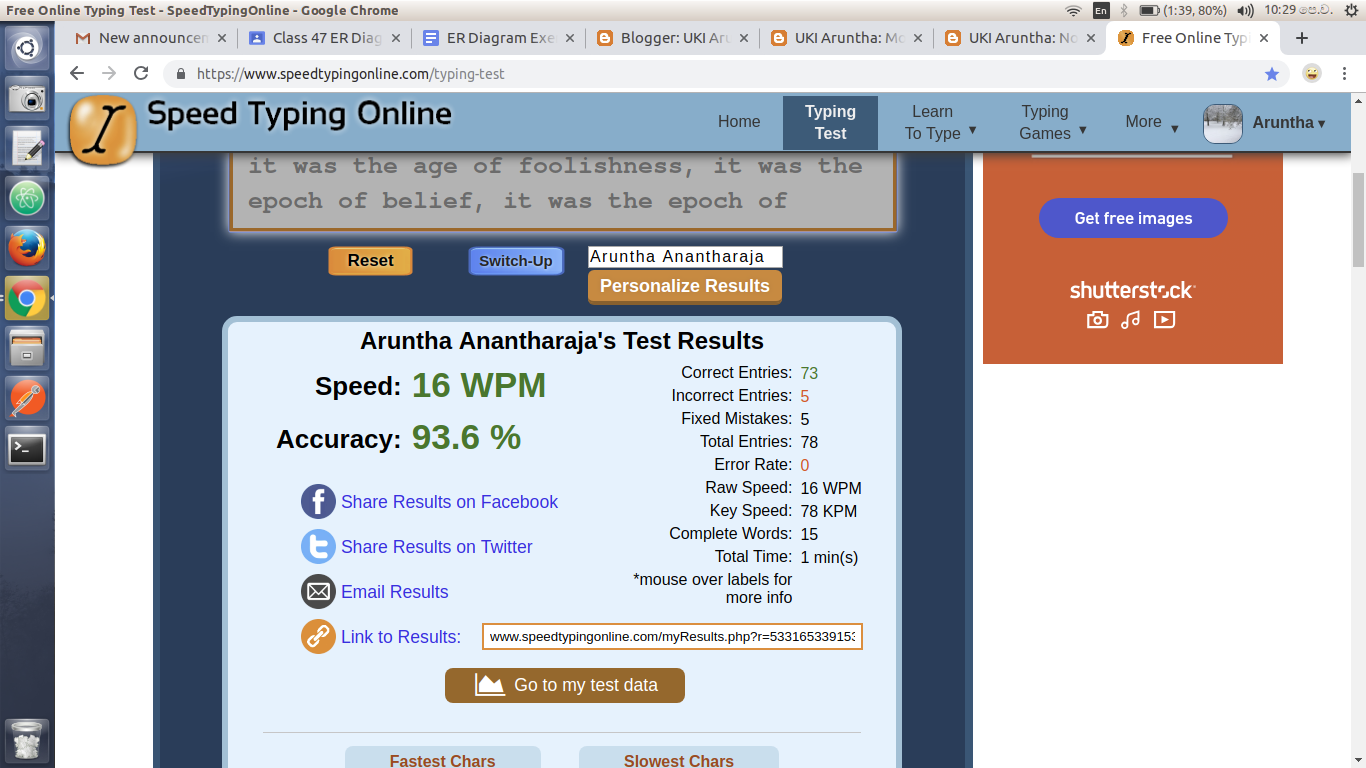 Free Online Typing Test - SpeedTypingOnline - Google Chrome
En
(1:39, 80%)
10:29 පෙ.ව.
New announcen
Class 47 ER Diag
ER Diagram Exe
Blogger: UKI Aru
UKI Aruntha: Mo
UKI Aruntha: No
Free Online Typi
https://www.speedtypingonline.com/typing-test
Speed Typing Online
Home
Typing
Test
Learn
To Type
Typing
Games
More
Aruntha
it was the age of foolishness, it was the
epoch of belief, it was the epoch of
Reset
Switch-Up
Aruntha Anantharaja
Personalize Results
Get free images
shutterstock
Aruntha Anantharaja's Test Results
Speed: 16 WPM
Accuracy: 93.6 %
Correct Entries: 73
Incorrect Entries: 5
Fixed Mistakes: 5
Total Entries: 78
Error Rate: 0
Raw Speed: 16 WPM
Key Speed: 78 KPM
Complete Words: 15
Total Time: 1 min(s)
*mouse over labels for
more info
Share Results on Facebook
Share Results on Twitter
Email Results
Link to Results: www.speedtypingonline.com/myResults.php?r=533165339153
Go to my test data
Fastest Chars
Slowest Chars